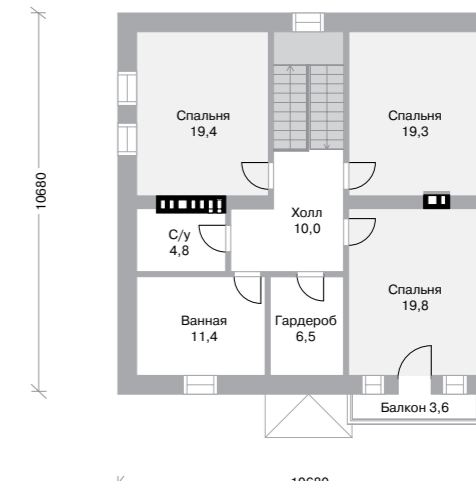 Спальня
19,4
Спальня
19,3
10680
Холл
10,0
С/у
4,8
Спальня
19,8
Ванная
11,4
Гардероб
6,5
Балкон 3,6